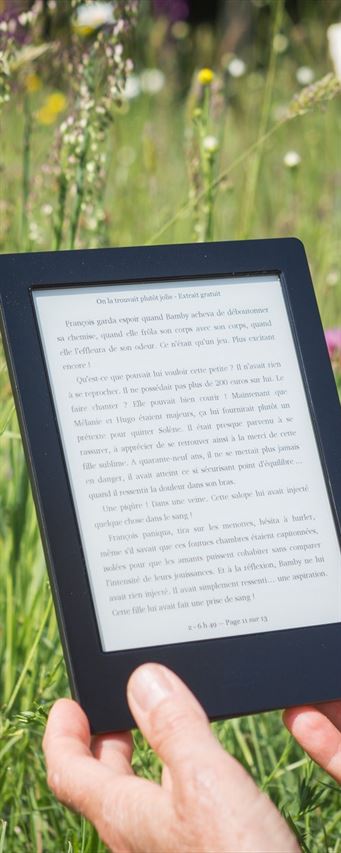 On la trouvait plutôt jolie - Extrait gratuit
François garda espoir quand Bamby acheva de déboutonner
sa chemise, quand elle frôla son corps avec son corps, quand
elle l'effleura de son odeur. Ce n'était qu'un jeu. Plus excitant
encore !
Qu'est-ce que pouvait lui vouloir cette petite ? Il n'avait rien
à se reprocher. Il ne possédait pas plus de 200 euros sur lui. Le
faire chanter ? Elle pouvait bien courir ! Maintenant que
Mélanie et Hugo étaient majeurs, ça lui fournirait plutôt un
prétexte pour quitter Solène. Il était presque parvenu à se
rassurer, à apprécier de se retrouver ainsi à la merci de cette
fille sublime. A quarante-neuf ans, il ne se mettait plus jamais
en danger, il avait atteint ce si sécurisant point d'équilibre...
quand il ressentit la douleur dans son bras.
Une piqûre ! Dans une veine. Cette salope lui avait injecté
quelque chose dans le sang !
François paniqua, tira sur les menottes, hésita à hurler,
même s'il savait que ces foutues chambres étaient capitonnées,
isolées pour que les amants puissent cohabiter sans comparer
l'intensité de leurs jouissances. Et à la réflexion, Bamby ne lui
avait rien injecté. Il avait simplement ressenti... une aspiration.
Cette fille lui avait fait une prise de sang !
2 - 6 h 49 — Page 11 sur 13